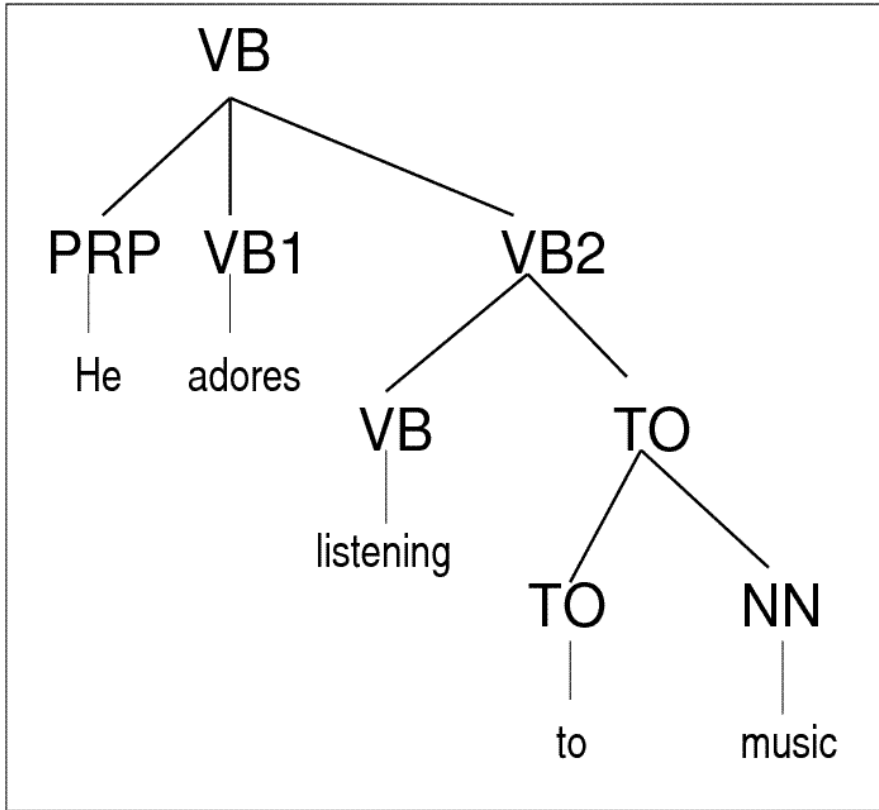 VB
PRP VB1 VB2
He adores
VB TO
listening
TO NN
to music